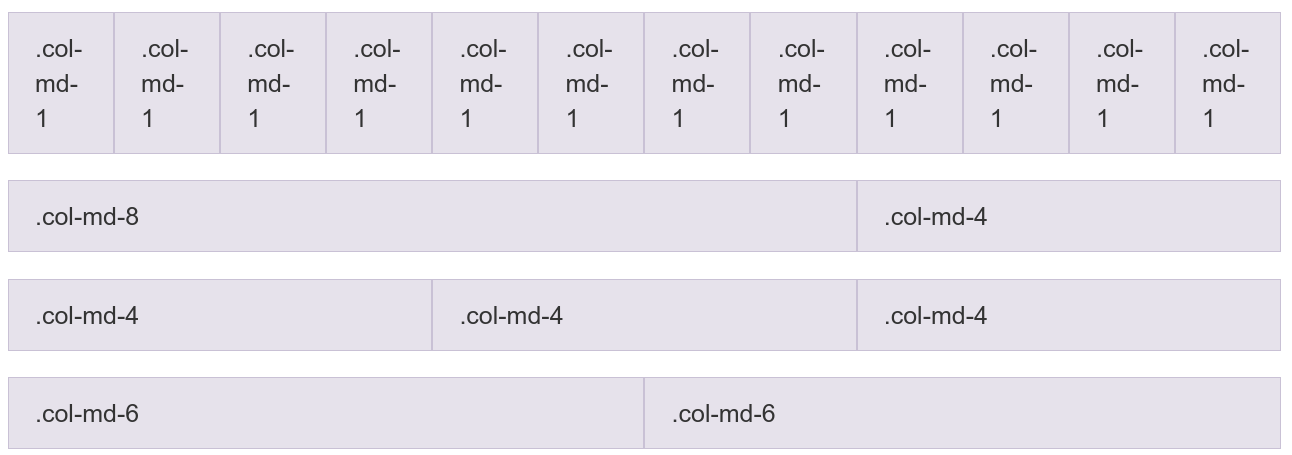 .col- .col- .col- .col- .col- .col- .col- .col- .col- .col- .col- .col-
md- md- md- md- md- md- md- md- md- md- md- md-
1 1 1 1 1 1 1 1 1 1 1 1
.col-md-8 .col-md-4
.col-md-4 .col-md-4 .col-md-4
.col-md-6 .col-md-6